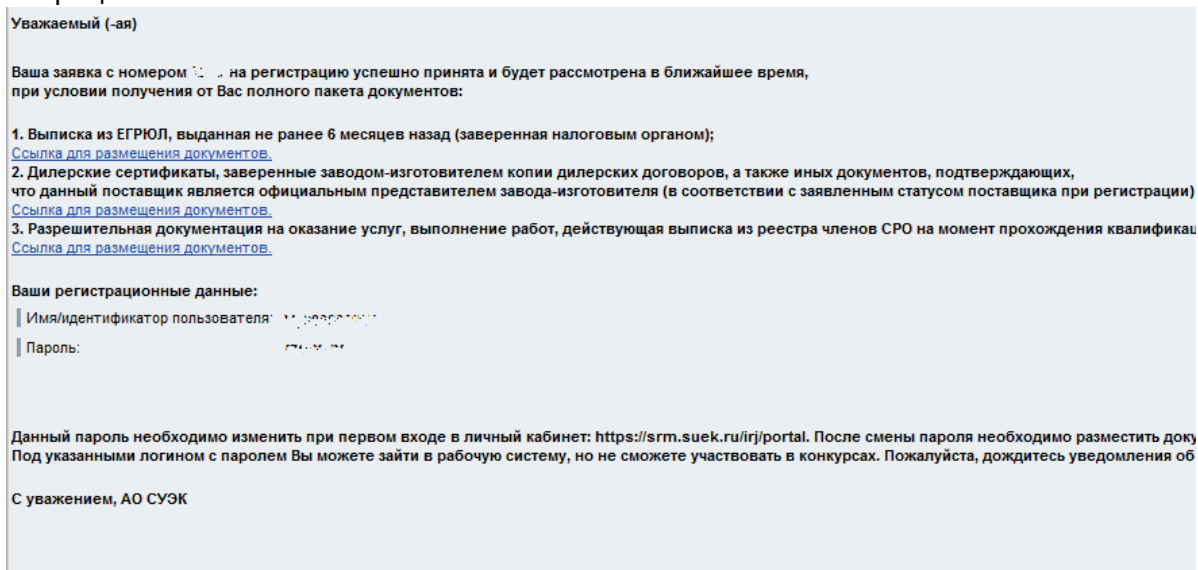 Уважаемый (-ая)
Ваша заявка с номером на регистрацию успешно принята и будет рассмотрена в ближайшее время,
при условии получения от Вас полного пакета документов:
1. Выписка из ЕГРЮЛ, выданная не ранее 6 месяцев назад (заверенная налоговым органом);
Ссылка для размещения документов.
2. Дилерские сертификаты, заверенные заводом-изготовителем копии дилерских договоров, а также иных документов, подтверждающих,
что данный поставщик является официальным представителем завода-изготовителя (в соответствии с заявленным статусом поставщика при регистрации)
Ссылка для размещения документов.
3. Разрешительная документация на оказание услуг, выполнение работ, действующая выписка из реестра членов СРО на момент прохождения квалификац
Ссылка для размещения документов.
Ваши регистрационные данные:
Имя/идентификатор пользователя:
Пароль:
Данный пароль необходимо изменить при первом входе в личный кабинет: https://srm.suek.ru/irj/portal. После смены пароля необходимо разместить доку
Под указанными логином с паролем Вы можете зайти в рабочую систему, но не сможете участвовать в конкурсах. Пожалуйста, дождитесь уведомления об
С уважением, АО СУЭК